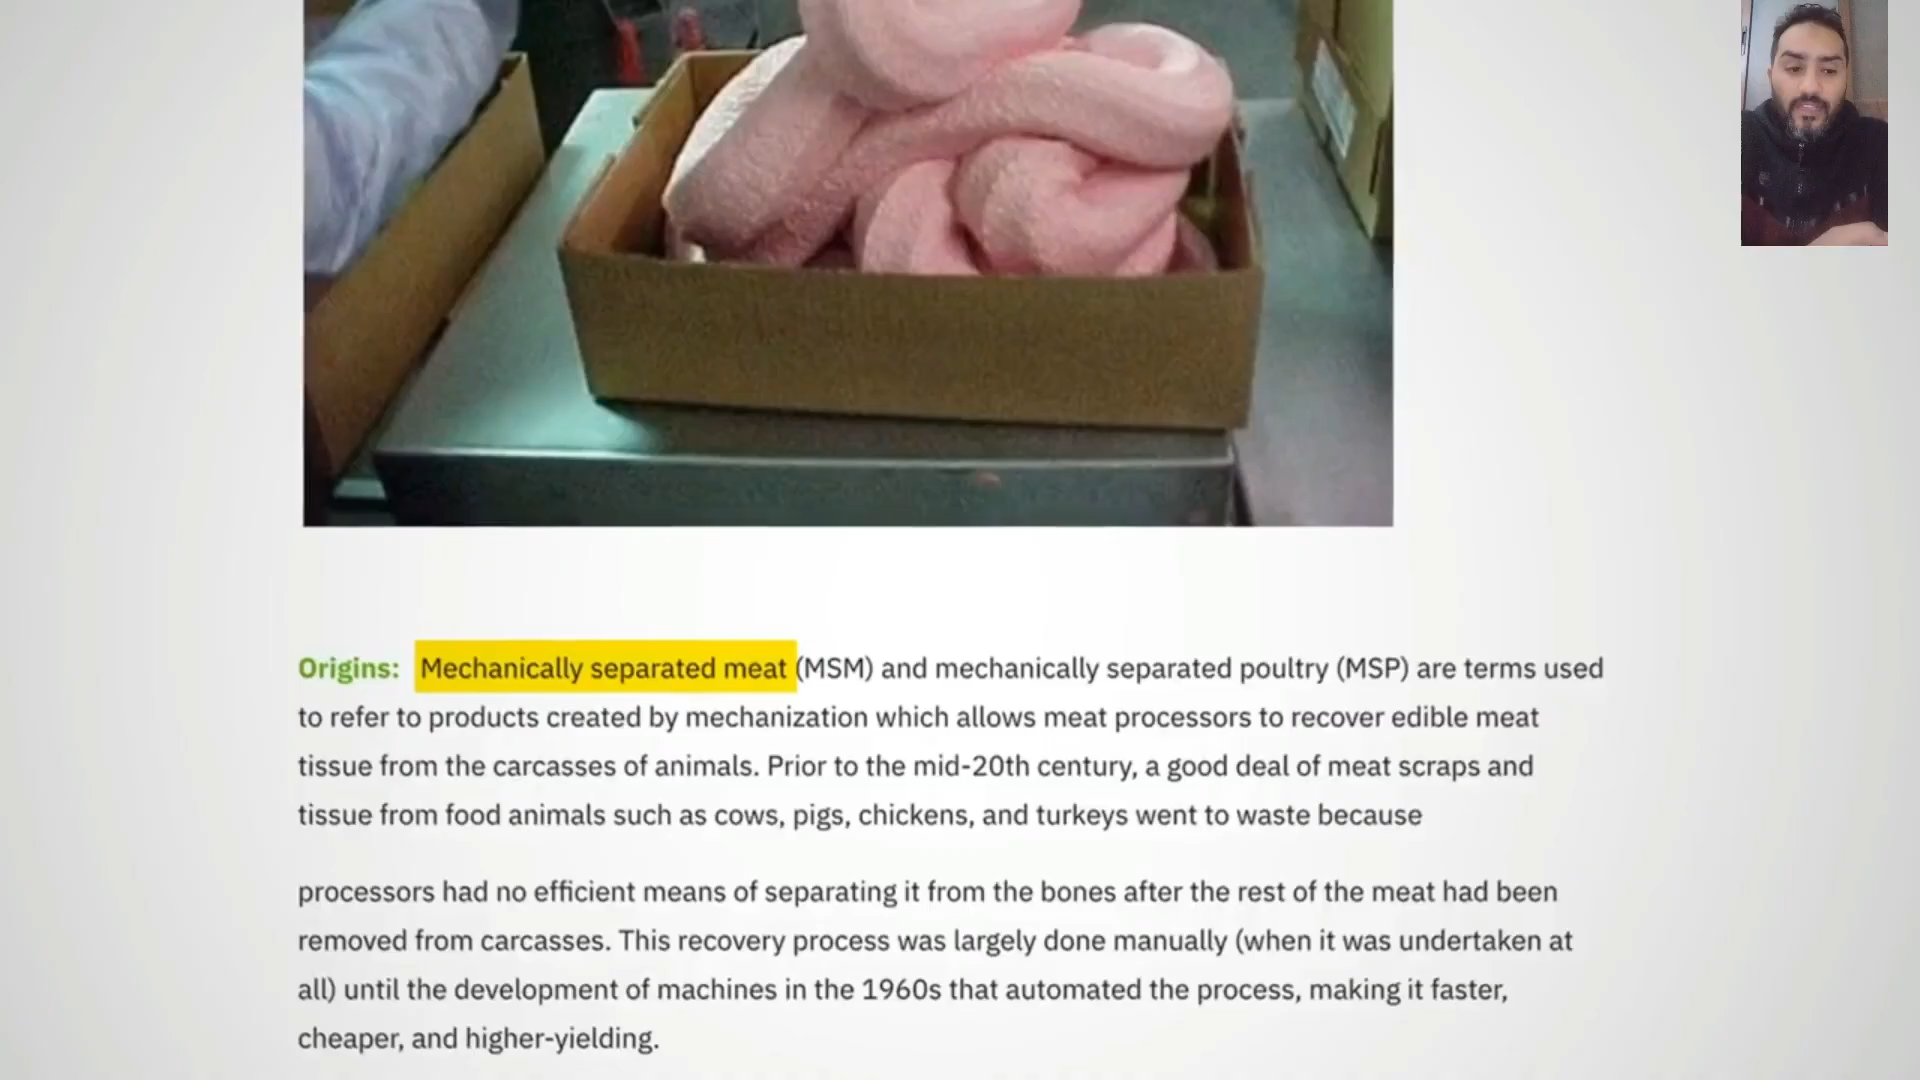 Origins: Mechanically separated meat (MSM) and mechanically separated poultry (MSP) are terms used
to refer to products created by mechanization which allows meat processors to recover edible meat
tissue from the carcasses of animals. Prior to the mid-20th century, a good deal of meat scraps and
tissue from food animals such as cows, pigs, chickens, and turkeys went to waste because
processors had no efficient means of separating it from the bones after the rest of the meat had been
removed from carcasses. This recovery process was largely done manually (when it was undertaken at
all) until the development of machines in the 1960s that automated the process, making it faster,
cheaper, and higher-yielding.